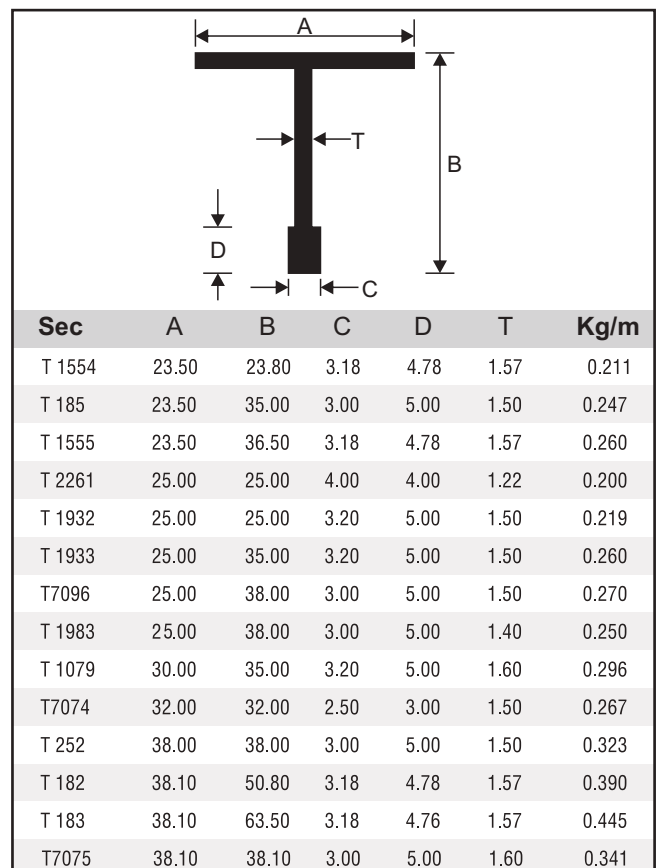 A
T
B
D
C
Sec A B C D T Kg/m
T 1554 23.50 23.80 3.18 4.78 1.57 0.211
T 185 23.50 35.00 3.00 5.00 1.50 0.247
T 1555 23.50 36.50 3.18 4.78 1.57 0.260
T 2261 25.00 25.00 4.00 4.00 1.22 0.200
T 1932 25.00 25.00 3.20 5.00 1.50 0.219
T 1933 25.00 35.00 3.20 5.00 1.50 0.260
T7096 25.00 38.00 3.00 5.00 1.50 0.270
T 1983 25.00 38.00 3.00 5.00 1.40 0.250
T 1079 30.00 35.00 3.20 5.00 1.60 0.296
T7074 32.00 32.00 2.50 3.00 1.50 0.267
T 252 38.00 38.00 3.00 5.00 1.50 0.323
T 182 38.10 50.80 3.18 4.78 1.57 0.390
T 183 38.10 63.50 3.18 4.76 1.57 0.445
T7075 38.10 38.10 3.00 5.00 1.60 0.341